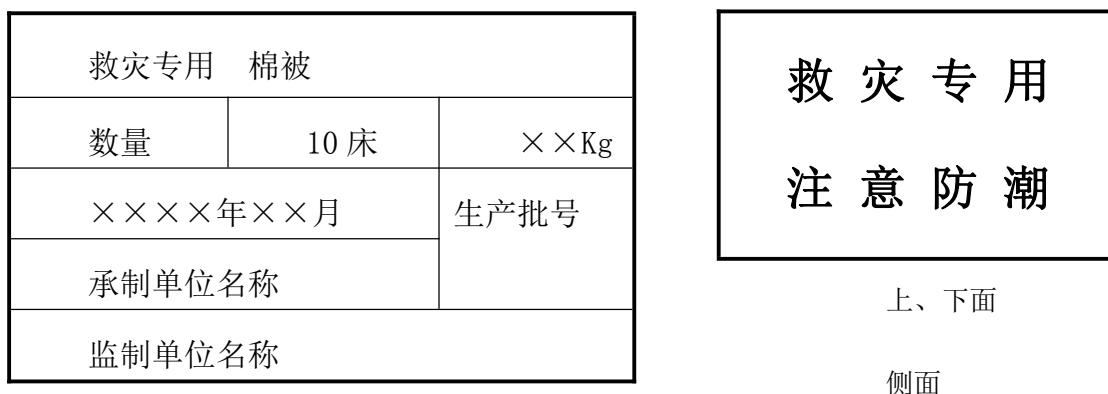 救灾专用 棉被
数量 10床 ××Kg
××××年××月 生产批号
承制单位名称
监制单位名称
救灾专用
注意防潮
上、下面
侧面